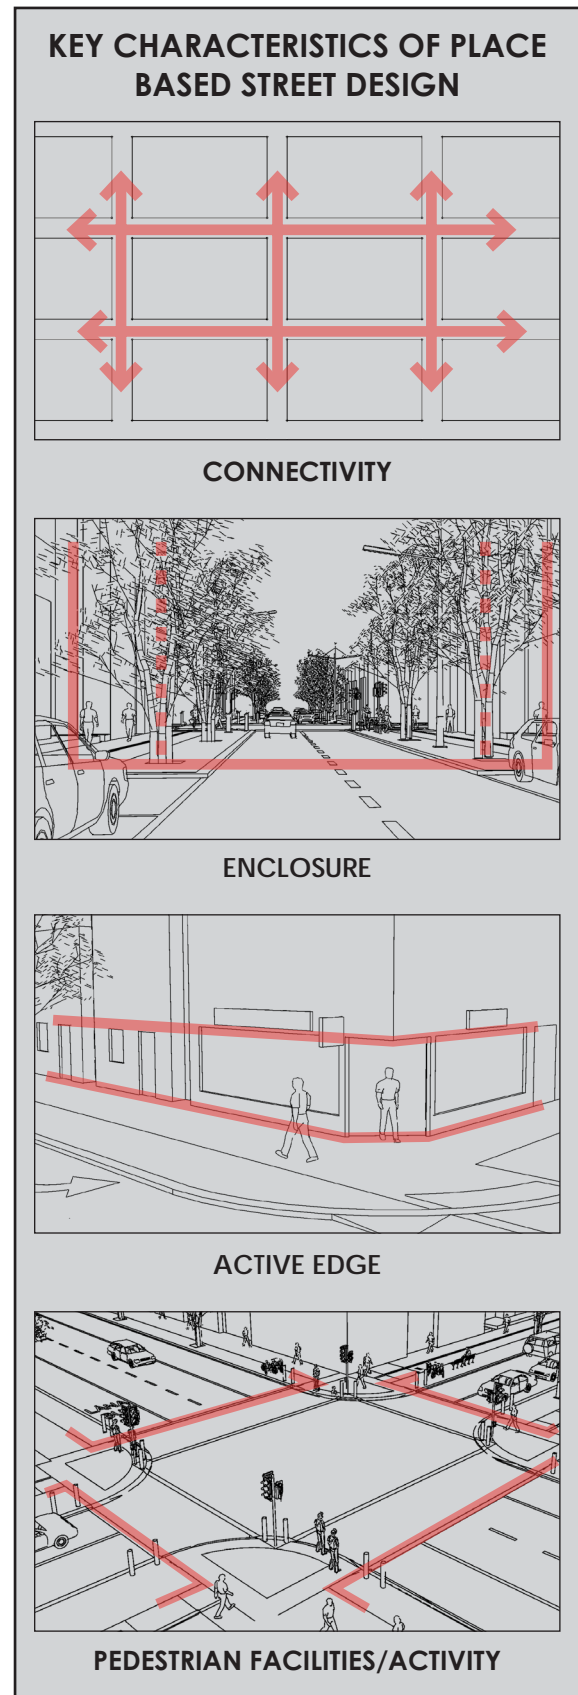 KEY CHARACTERISTICS OF PLACE
BASED STREET DESIGN
CONNECTIVITY
ENCLOSURE
ACTIVE EDGE
PEDESTRIAN FACILITIES/ACTIVITY